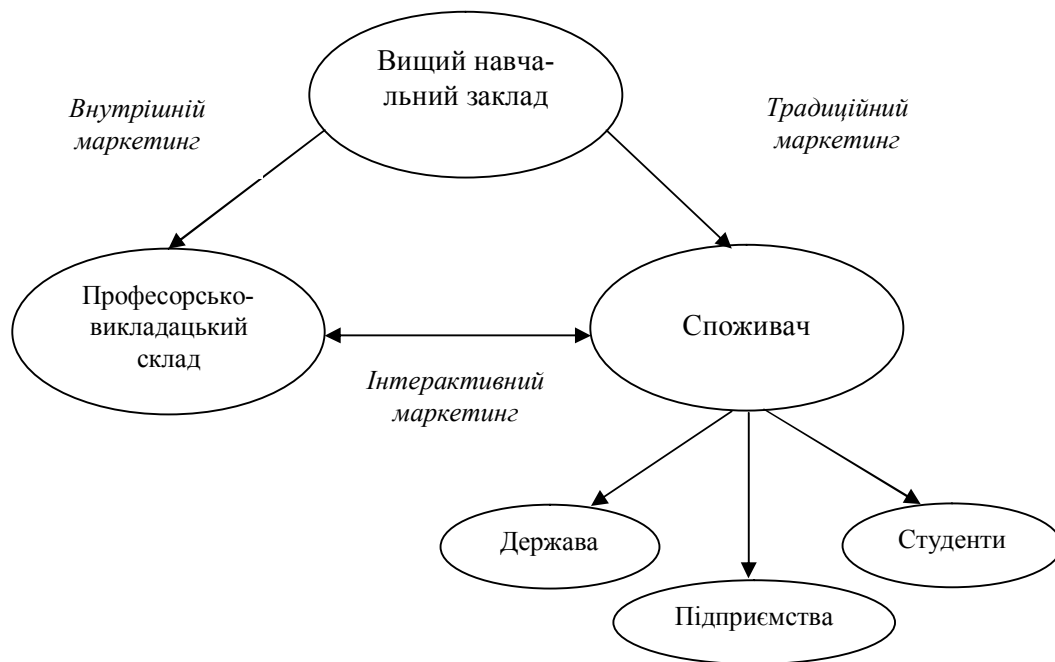 Вищий навча-
льний заклад
Внутрішній
маркетинг
Традиційний
маркетинг
Професорсько-
викладацький
склад
Споживач
Інтерактивний
маркетинг
Держава
Студенти
Підприємства